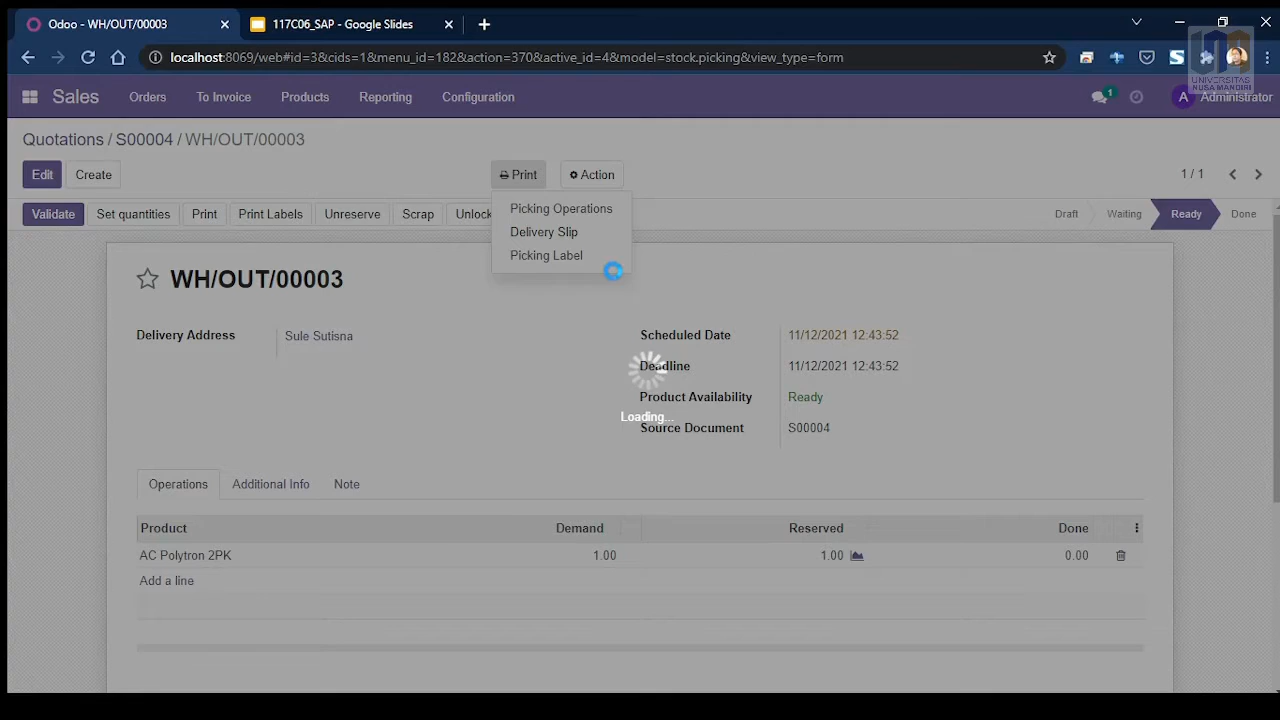 Odoo - WH/OUT/00003
117C06_SAP - Google Slides
localhost:8069/web#id=3&cids=1&menu_id=182&action=370&active_id=4&model=stock.picking&view_type=form
UNIVERSITAS
NUSA MANDIRI
Sales Orders To Invoice Products Reporting Configuration 1 A Administrator
Quotations / S00004 / WH/OUT/00003
Edit Create Print Action 1 / 1
Validate Set quantities Print Print Labels Unreserve Scrap Unlock Draft Waiting Ready Done
Picking Operations
Delivery Slip
Picking Label
WH/OUT/00003
Delivery Address Sule Sutisna
Scheduled Date 11/12/2021 12:43:52
Deadline 11/12/2021 12:43:52
Product Availability Ready
Loading...
Source Document S00004
Operations Additional Info Note
Product Demand Reserved Done
AC Polytron 2PK 1.00 1.00 0.00
Add a line